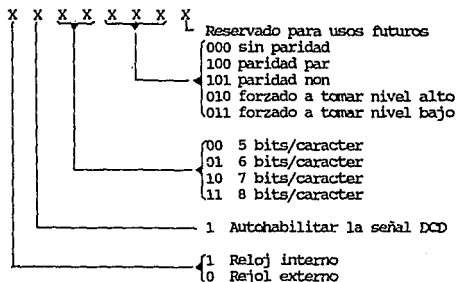 X X X X X X X X
Reservado para usos futuros
000 sin paridad
100 paridad par
101 paridad non
010 forzado a tomar nivel alto
011 forzado a tomar nivel bajo
00 5 bits/caracter
01 6 bits/caracter
10 7 bits/caracter
11 8 bits/caracter
1 Autohabilitar la señal DCD
1 Reloj interno
0 Rejol externo